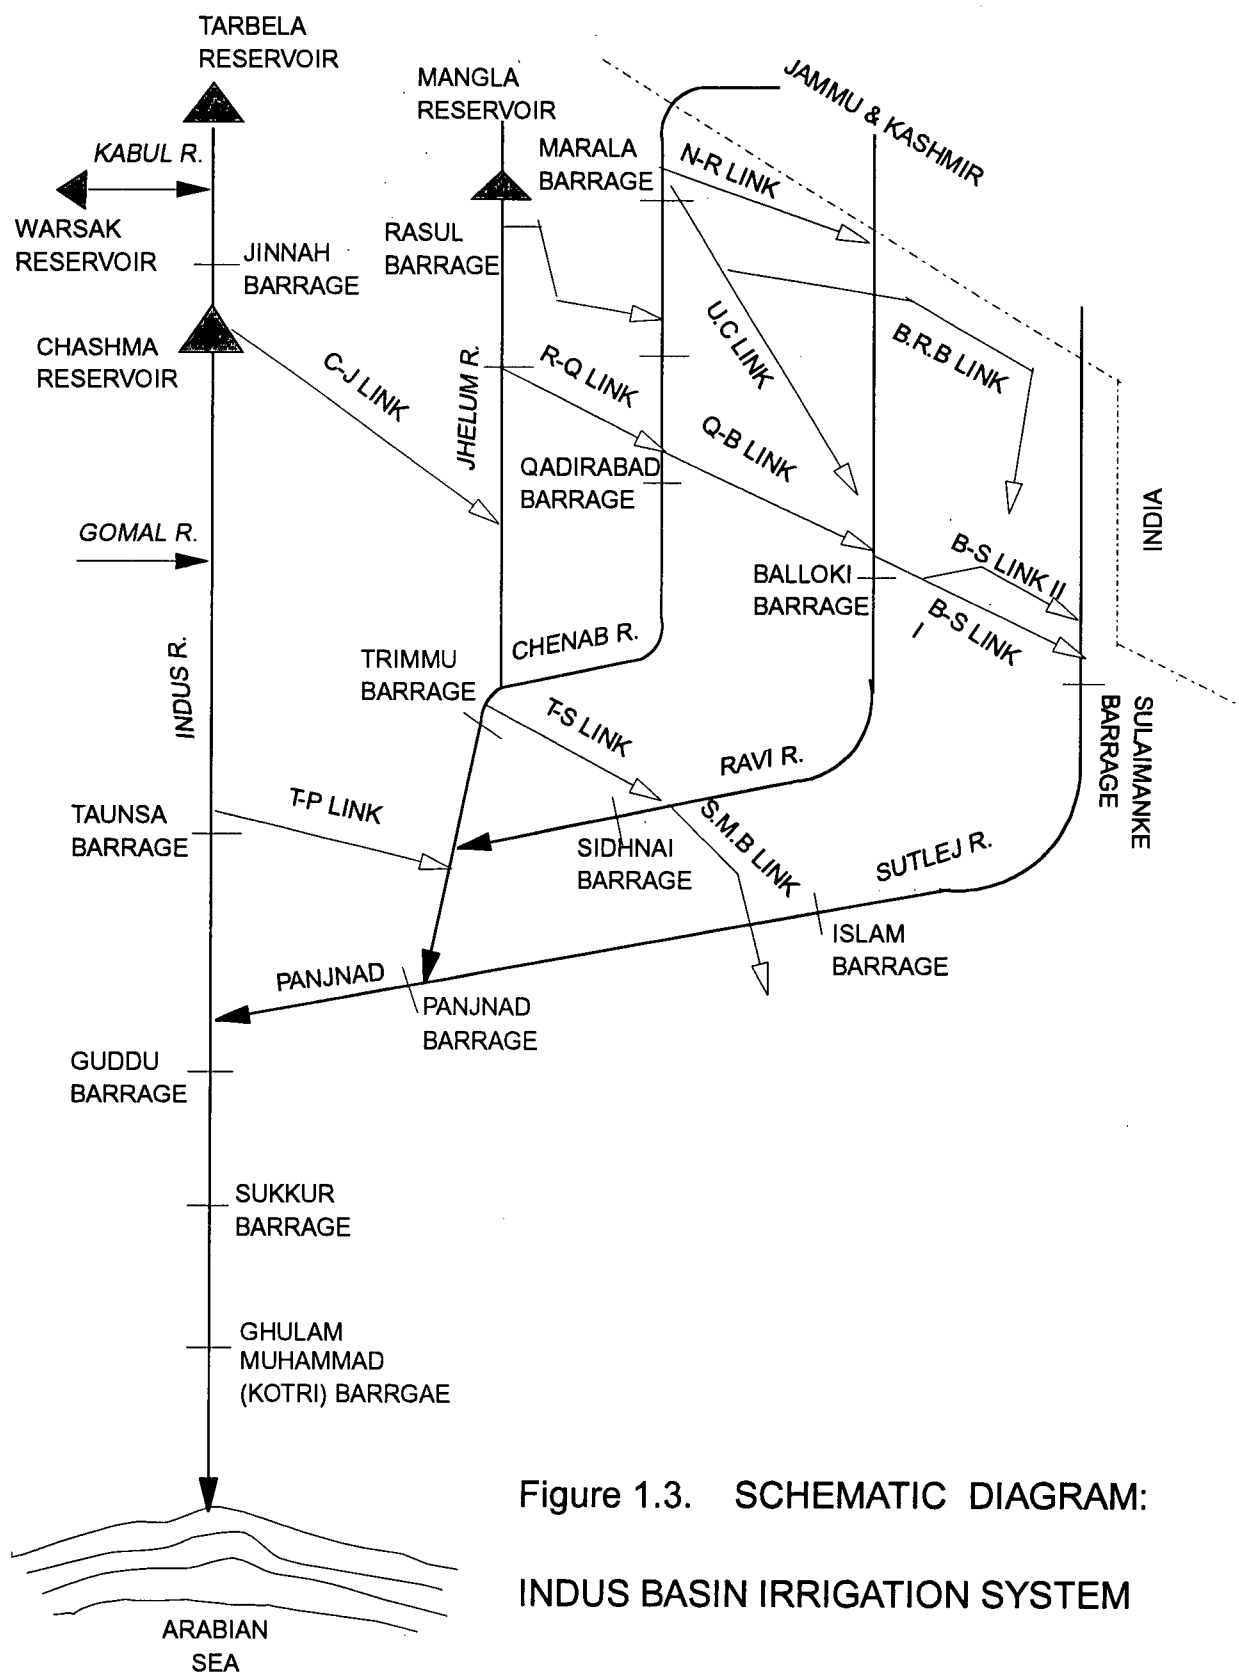 TARBELA
RESERVOIR
MANGLA
RESERVOIR
JAMMU & KASHMIR
KABUL R.
MARALA
BARRAGE
N-R LINK
WARSAK
RESERVOIR
JINNAH
BARRAGE
RASUL
BARRAGE
CHASHMA
RESERVOIR
C-J LINK
JHELUM R.
R-Q LINK
U.C LINK
B.R.B LINK
Q-B LINK
QADIRABAD
BARRAGE
INDIA
GOMAL R.
B-S LINK II
BALLOKI
BARRAGE
B-S LINK
I
INDUS R.
CHENAB R.
TRIMMU
BARRAGE
T-S LINK
SULAIMANKE
BARRAGE
RAVI R.
T-P LINK
TAUNSA
BARRAGE
SIDHNAI
BARRAGE
S.M.B LINK
SUTLEJ R.
ISLAM
BARRAGE
PANJNAD
PANJNAD
BARRAGE
GUDDU
BARRAGE
SUKKUR
BARRAGE
GHULAM
MUHAMMAD
(KOTRI) BARRGAE
Figure 1.3. SCHEMATIC DIAGRAM:
INDUS BASIN IRRIGATION SYSTEM
ARABIAN
SEA